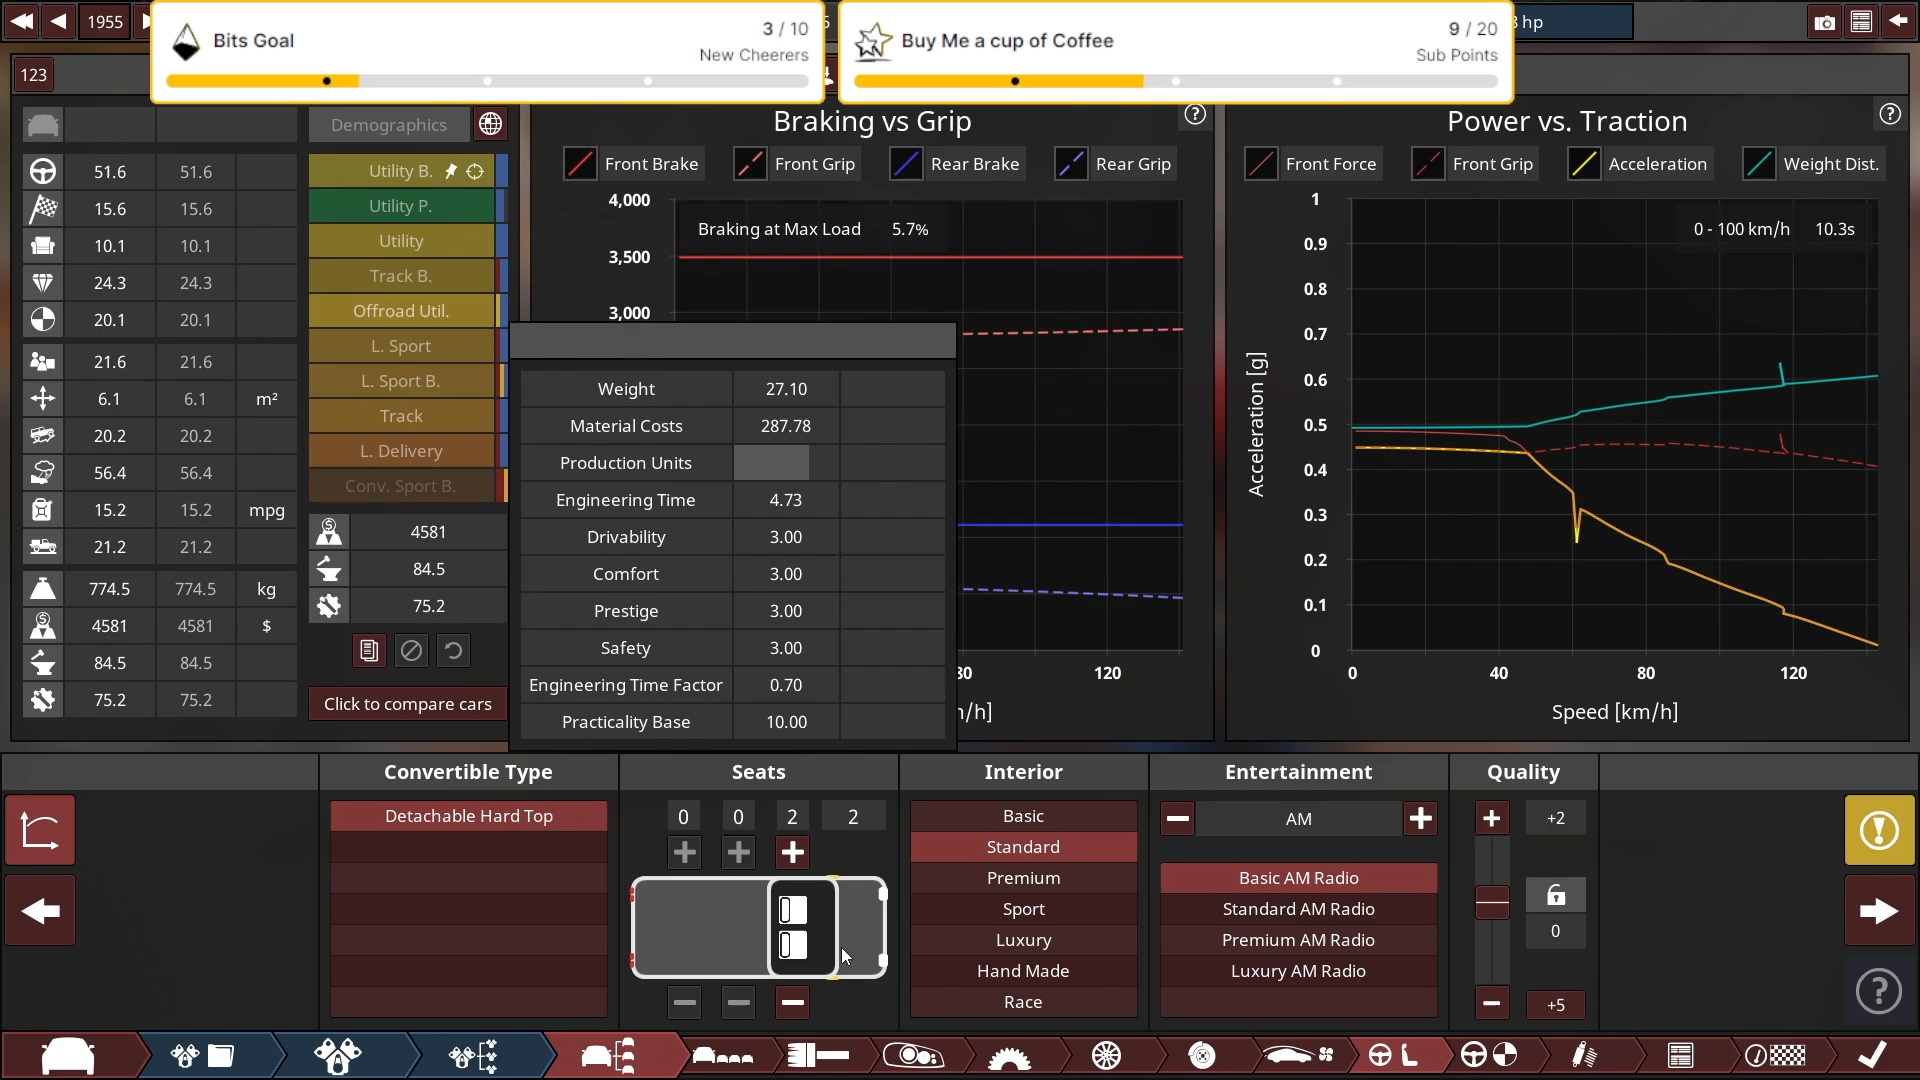 1955
Bits Goal
3 / 10
New Cheerers
Buy Me a cup of Coffee
9 / 20
Sub Points
hp
123
Demographics
51.6 51.6
15.6 15.6
10.1 10.1
24.3 24.3
20.1 20.1
21.6 21.6
6.1 6.1 m²
20.2 20.2
56.4 56.4
15.2 15.2 mpg
21.2 21.2
774.5 774.5 kg
4581 4581 $
84.5 84.5
75.2 75.2
Utility B.
Utility P.
Utility
Track B.
Offroad Util.
L. Sport
L. Sport B.
Track
L. Delivery
Conv. Sport B.
4581
84.5
75.2
Click to compare cars
Braking vs Grip
?
Front Brake
Front Grip
Rear Brake
Rear Grip
4,000
Braking at Max Load 5.7%
3,500
3,000
120
Weight 27.10
Material Costs 287.78
Production Units
Engineering Time 4.73
Drivability 3.00
Comfort 3.00
Prestige 3.00
Safety 3.00
Engineering Time Factor 0.70
Practicality Base 10.00
Power vs. Traction
?
Front Force
Front Grip
Acceleration
Weight Dist.
0 - 100 km/h 10.3s
Acceleration [g]
1
0.9
0.8
0.7
0.6
0.5
0.4
0.3
0.2
0.1
0
0 40 80 120
Speed [km/h]
Convertible Type
Detachable Hard Top
Seats
0 0 2 2
Interior
Basic
Standard
Premium
Sport
Luxury
Hand Made
Race
Entertainment
AM
Basic AM Radio
Standard AM Radio
Premium AM Radio
Luxury AM Radio
Quality
+2
0
+5